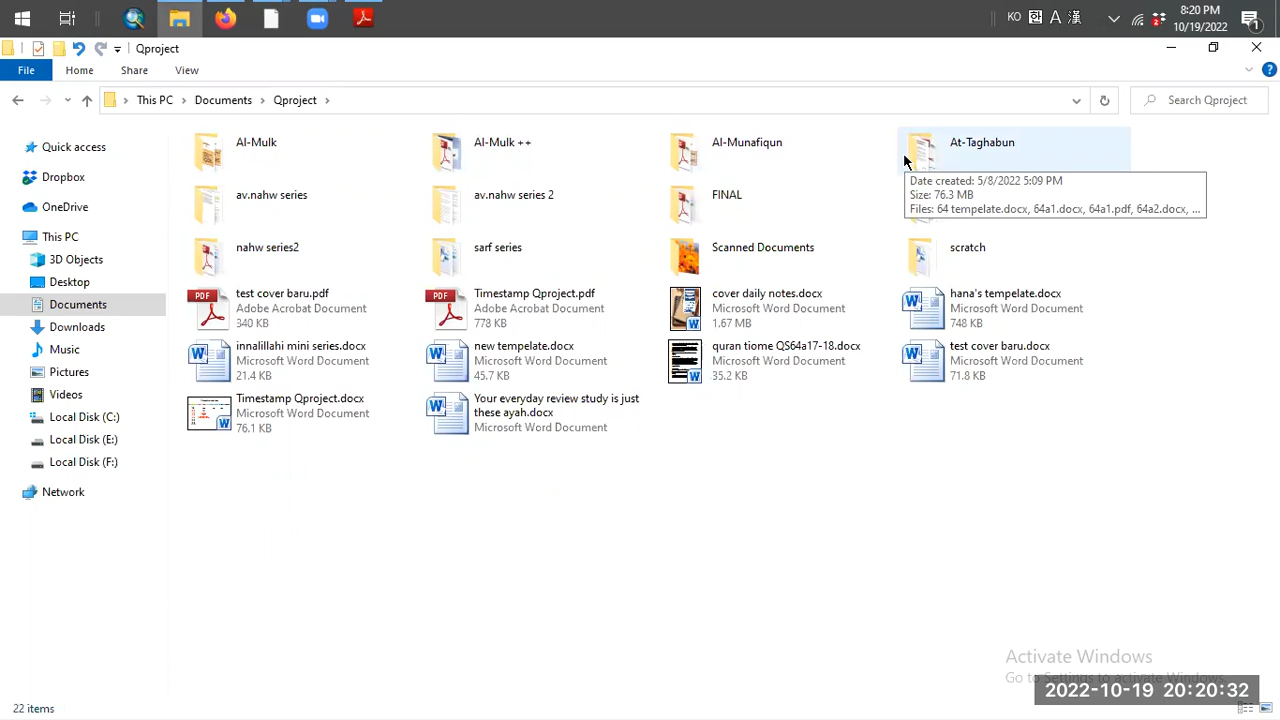 KO 한 A 漢
8:20 PM
10/19/2022
1
Qproject
File Home Share View
This PC Documents Qproject
Search Qproject
Quick access
Dropbox
OneDrive
This PC
3D Objects
Desktop
Documents
Downloads
Music
Pictures
Videos
Local Disk (C:)
Local Disk (E:)
Local Disk (F:)
Network
Al-Mulk
Al-Mulk ++
Al-Munafiqun
At-Taghabun
Date created: 5/8/2022 5:09 PM
Size: 76.3 MB
Files: 64 tempelate.docx, 64a1.docx, 64a1.pdf, 64a2.docx, ...
av.nahw series
av.nahw series 2
FINAL
nahw series2
sarf series
Scanned Documents
scratch
PDF
test cover baru.pdf
Adobe Acrobat Document
340 KB
PDF
Timestamp Qproject.pdf
Adobe Acrobat Document
778 KB
cover daily notes.docx
Microsoft Word Document
1.67 MB
hana's tempelate.docx
Microsoft Word Document
748 KB
innalillahi mini series.docx
Microsoft Word Document
21.4 KB
new tempelate.docx
Microsoft Word Document
45.7 KB
quran tiome QS64a17-18.docx
Microsoft Word Document
35.2 KB
test cover baru.docx
Microsoft Word Document
71.8 KB
Timestamp Qproject.docx
Microsoft Word Document
76.1 KB
Your everyday review study is just
these ayah.docx
Microsoft Word Document
Activate Windows
Go to Settings to activate Windows.
2022-10-19 20:20:32
22 items